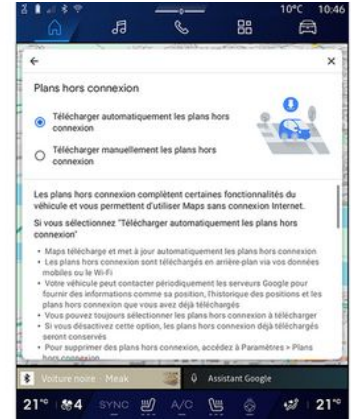 10°C 10:46
Plans hors connexion
Télécharger automatiquement les plans hors
connexion
Télécharger manuellement les plans hors
connexion
Les plans hors connexion complètent certaines fonctionnalités du
véhicule et vous permettent d'utiliser Maps sans connexion Internet.
Si vous sélectionnez "Télécharger automatiquement les plans hors
connexion"
• Maps télécharge et met à jour automatiquement les plans hors connexion
• Les plans hors connexion sont téléchargés en arrière-plan via vos données
mobiles ou le Wi-Fi
• Votre véhicule peut contacter périodiquement les serveurs Google pour
fournir des informations comme sa position, l'historique des positions et les
plans hors connexion que vous avez déjà téléchargés
• Vous pouvez toujours sélectionner les plans hors connexion à télécharger
• Si vous désactivez cette option, les plans hors connexion déjà téléchargés
seront conservés
• Pour supprimer des plans hors connexion, accédez à Paramètres > Plans
hors connexion
Voiture noire · Meak
Assistant Google
21°C 4 SYNC A/C 21°C